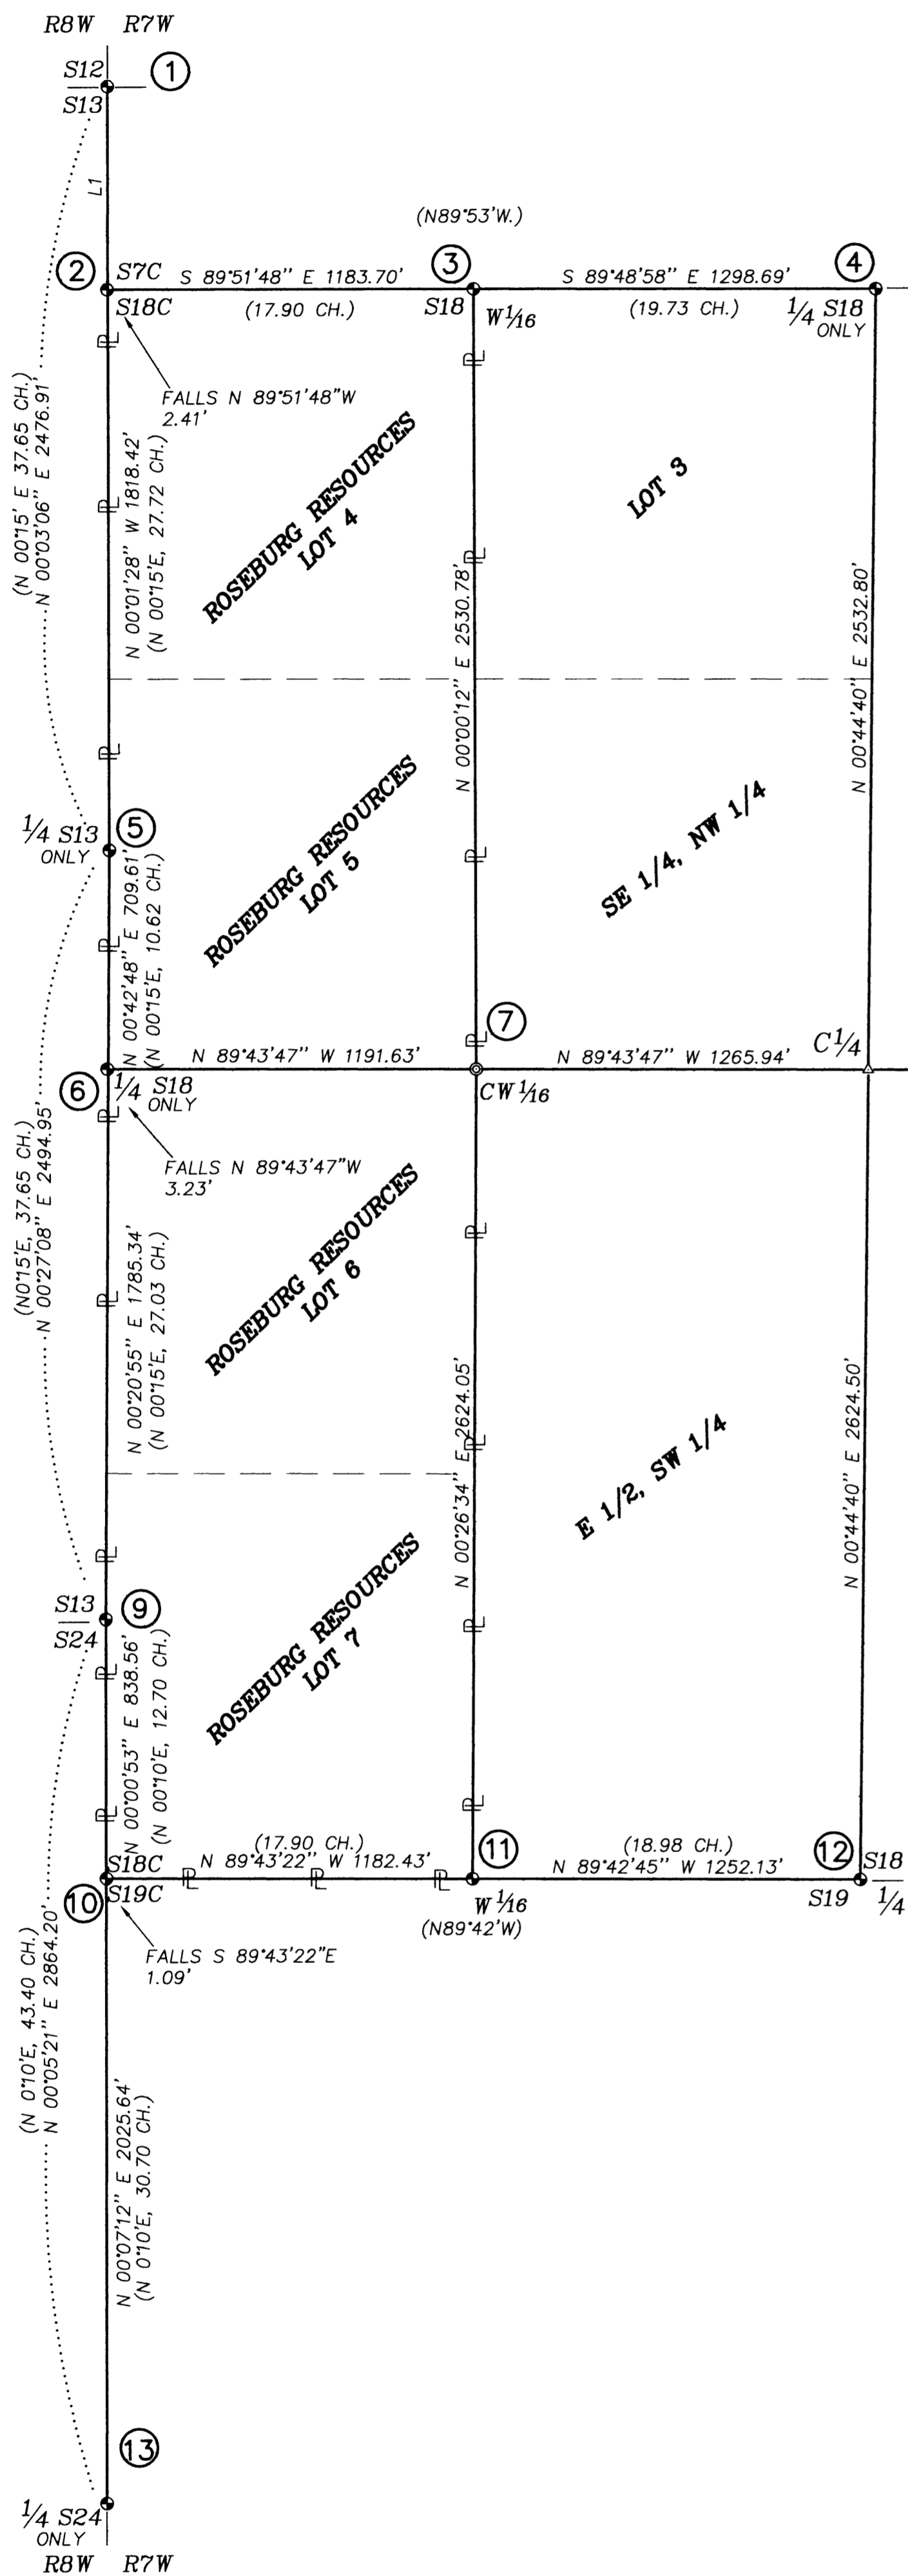 R8W R7W
S12 1
S13
L1
(N89°53'W.)
2 S7C S 89°51'48" E 1183.70' 3 S 89°48'58" E 1298.69' 4
S18C (17.90 CH.) S18 W 1/16 (19.73 CH.) 1/4 S18
ONLY
FALLS N 89°51'48"W
2.41'
(N 00°15' E 37.65 CH.)
N 00°03'06" E 2476.91'
N 00°01'28" W 1818.42'
(N 00°15'E, 27.72 CH.)
ROSEBURG RESOURCES
LOT 4
LOT 3
N 00°00'12" E 2530.78'
N 00°44'40" E 2532.80'
1/4 S13 5
ONLY
N 00°42'48" E 709.61'
(N 00°15'E, 10.62 CH.)
ROSEBURG RESOURCES
LOT 5
SE 1/4, NW 1/4
7
N 89°43'47" W 1191.63' N 89°43'47" W 1265.94' C 1/4
6 1/4 S18
ONLY
CW 1/16
FALLS N 89°43'47"W
3.23'
(N0°15'E, 37.65 CH.)
N 00°27'08" E 2494.95'
N 00°20'55" E 1785.34'
(N 00°15'E, 27.03 CH.)
ROSEBURG RESOURCES
LOT 6
N 00°26'34" E 2624.05'
E 1/2, SW 1/4
N 00°44'40" E 2624.50'
S13 9
S24
N 00°00'53" E 838.56'
(N 00°10'E, 12.70 CH.)
ROSEBURG RESOURCES
LOT 7
(17.90 CH.) 11 (18.98 CH.) 12
S18C N 89°43'22" W 1182.43' N 89°42'45" W 1252.13' S18
10 S19C W 1/16 S19 1/4
(N89°42'W)
FALLS S 89°43'22"E
1.09'
(N 0°10'E, 43.40 CH.)
N 00°05'21" E 2864.20'
N 00°07'12" E 2025.64'
(N 0°10'E, 30.70 CH.)
13
1/4 S24
ONLY
R8W R7W